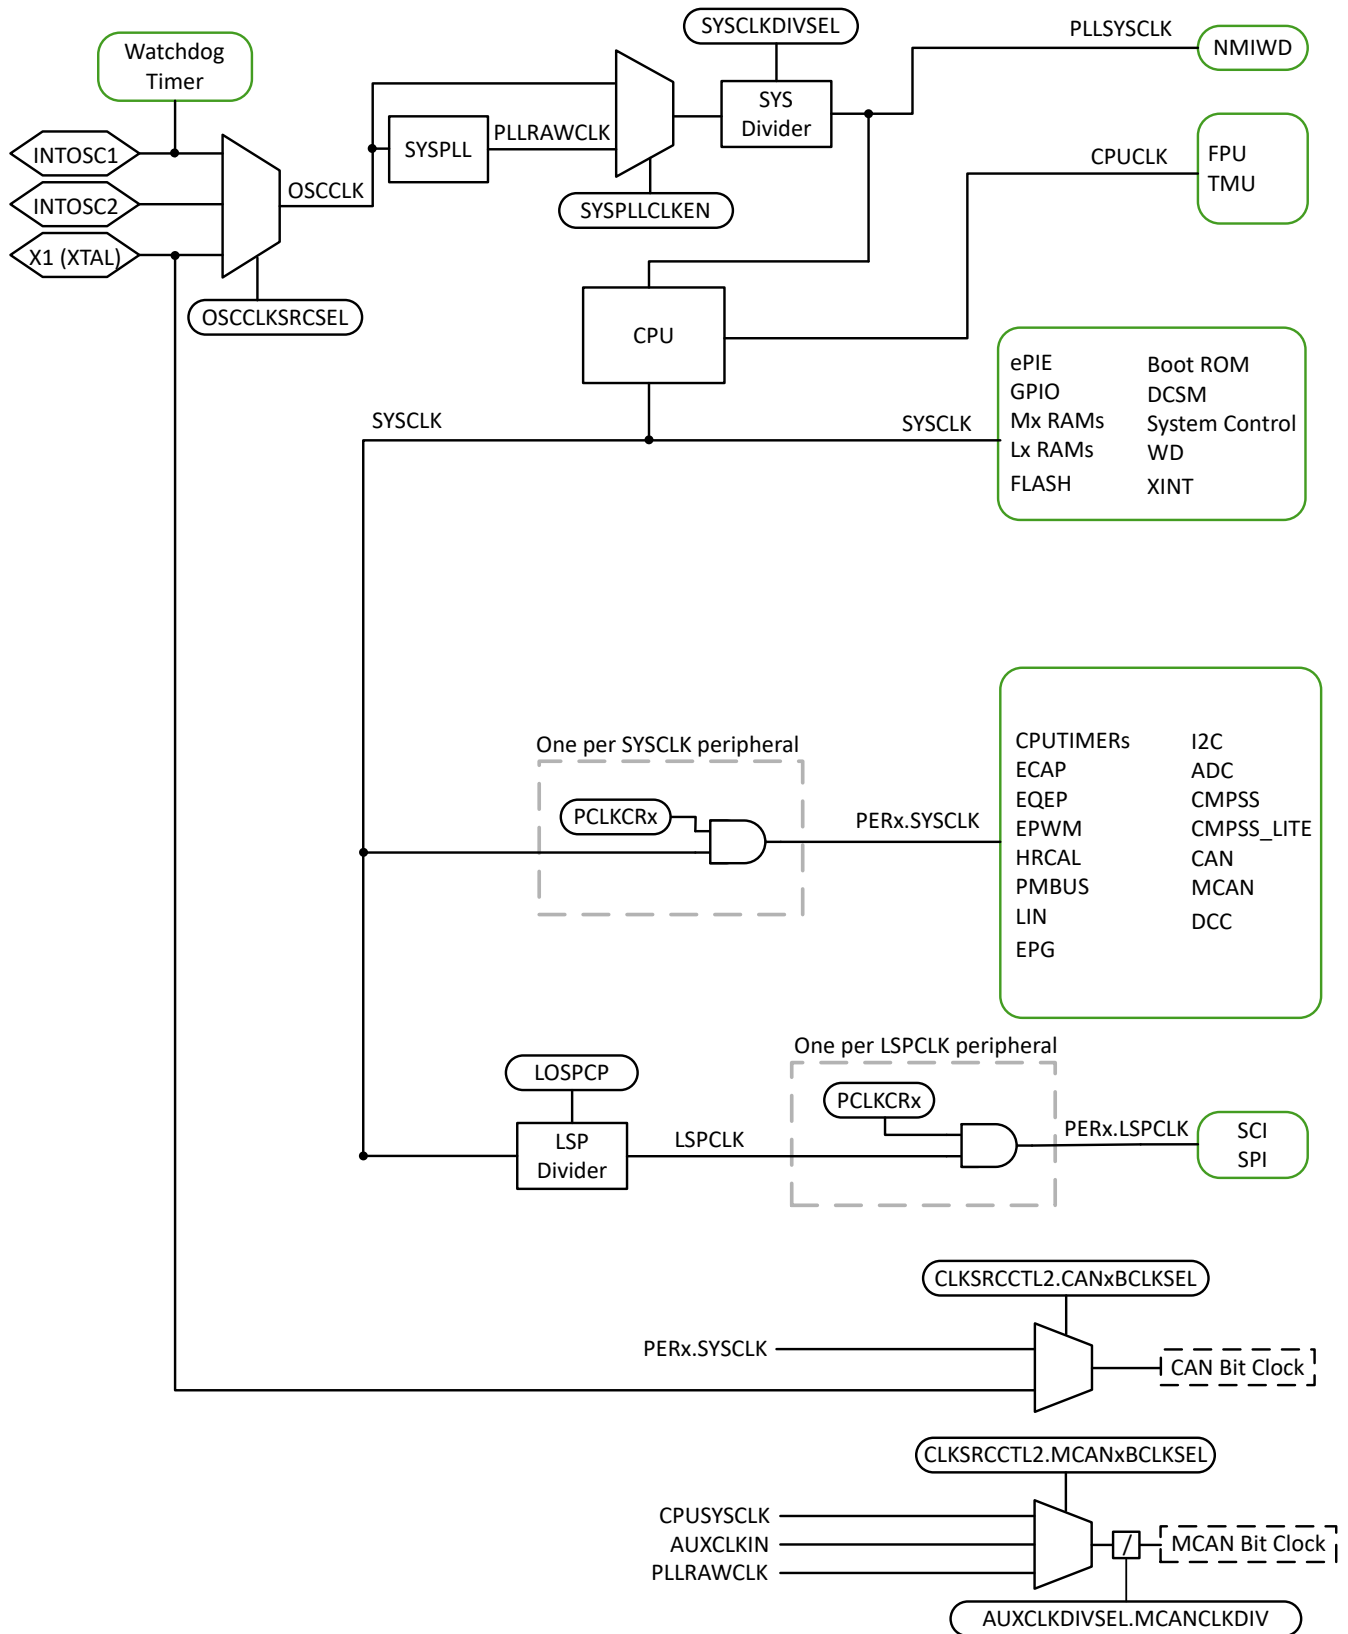 SYSCLKDIVSEL
PLLSYSCLK
NMIWD
Watchdog
Timer
SYS
Divider
PLLRAWCLK
SYSPLL
INTOSC1
CPUCLK
FPU
TMU
OSCCLK
INTOSC2
SYSPLLCLKEN
X1 (XTAL)
OSCCLKSRCSEL
CPU
ePIE
GPIO
Mx RAMs
Lx RAMs
FLASH
Boot ROM
DCSM
System Control
WD
XINT
SYSCLK
SYSCLK
One per SYSCLK peripheral
PCLKCRx
PERx.SYSCLK
CPUTIMERs
ECAP
EQEP
EPWM
HRCAL
PMBUS
LIN
EPG
I2C
ADC
CMPSS
CMPSS_LITE
CAN
MCAN
DCC
One per LSPCLK peripheral
LOSPCP
PCLKCRx
LSP
Divider
LSPCLK
PERx.LSPCLK
SCI
SPI
CLKSRCCTL2.CANxBCLKSEL
PERx.SYSCLK
CAN Bit Clock
CLKSRCCTL2.MCANxBCLKSEL
CPUSYSCLK
AUXCLKIN
PLLRAWCLK
/
MCAN Bit Clock
AUXCLKDIVSEL.MCANCLKDIV